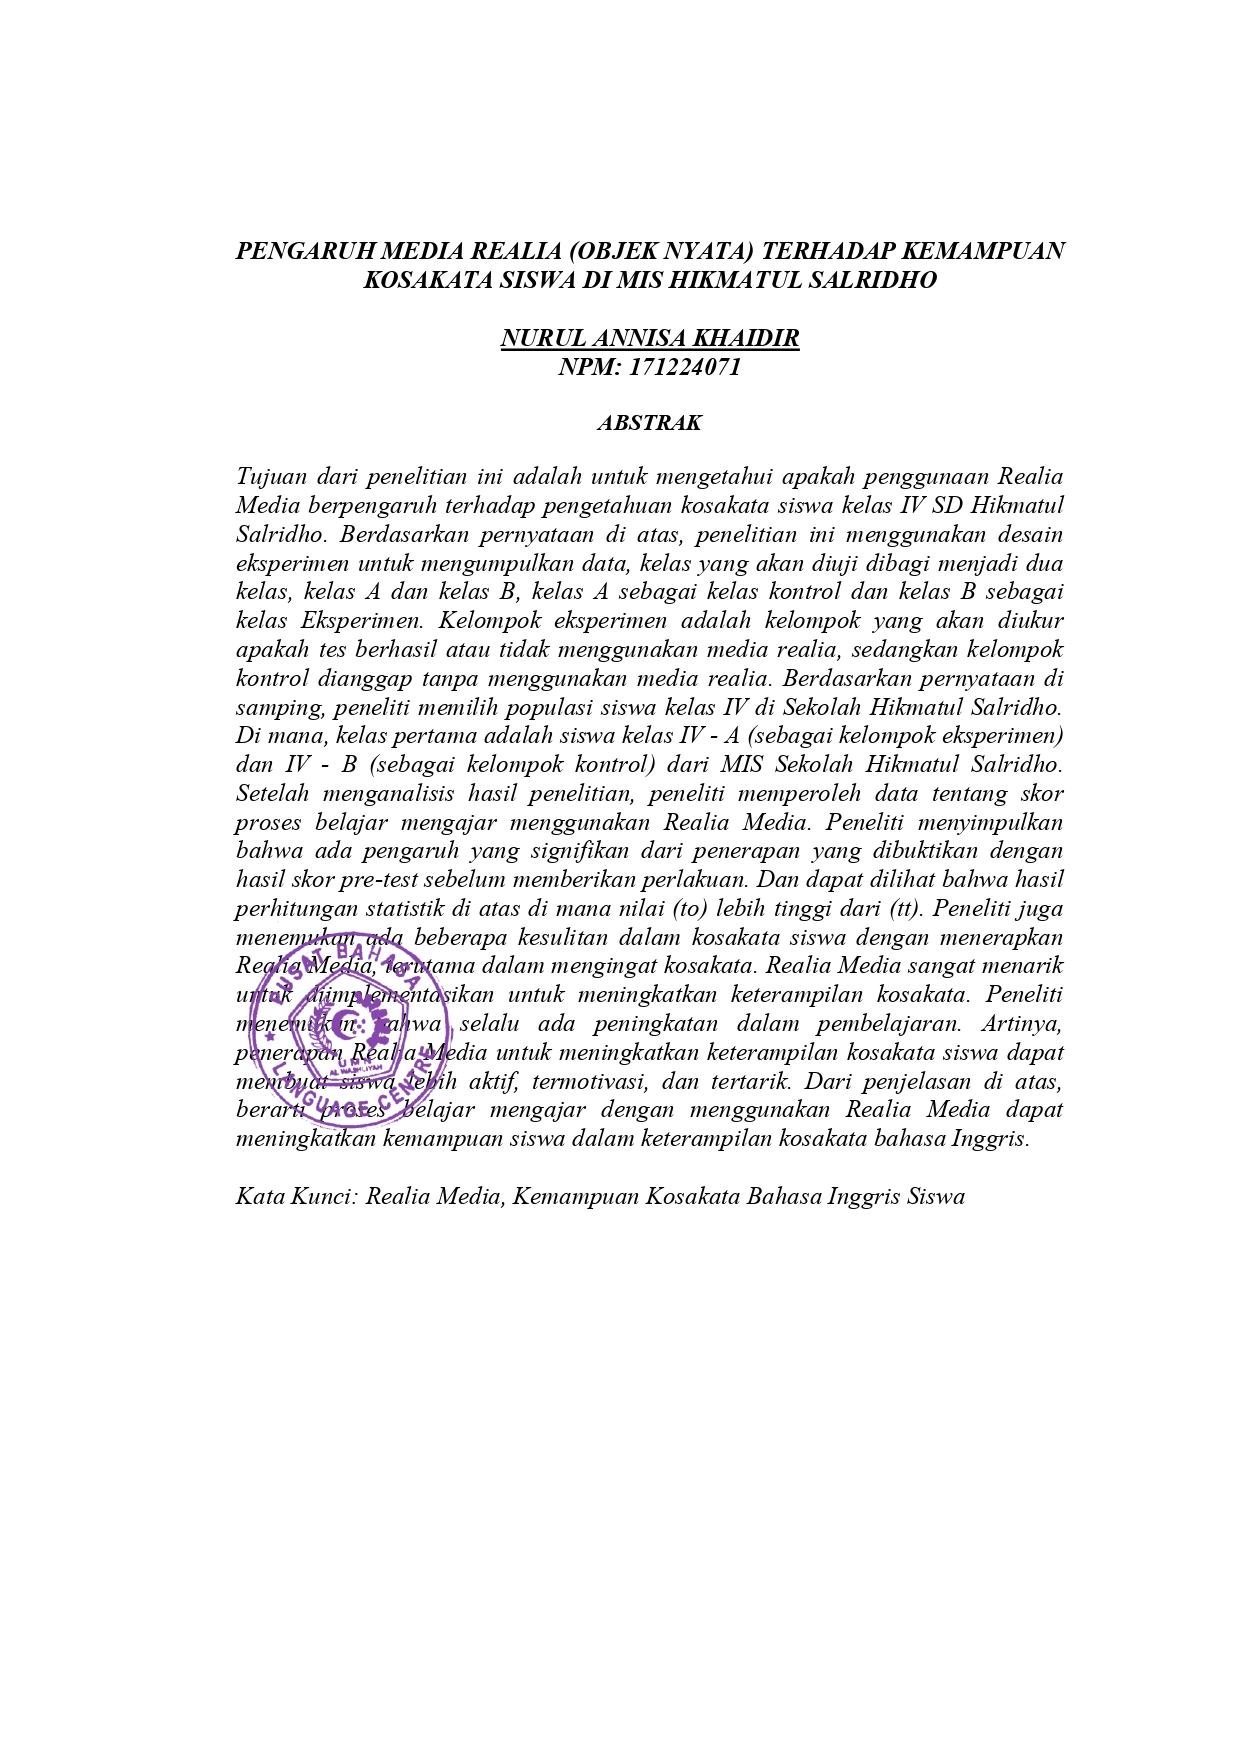 PENGARUH MEDIA REALIA (OBJEK NYATA) TERHADAP KEMAMPUAN
KOSAKATA SISWA DI MIS HIKMATUL SALRIDHO
NURUL ANNISA KHAIDIR
NPM: 171224071
ABSTRAK
Tujuan dari penelitian ini adalah untuk mengetahui apakah penggunaan Realia
Media berpengaruh terhadap pengetahuan kosakata siswa kelas IV SD Hikmatul
Salridho. Berdasarkan pernyataan di atas, penelitian ini menggunakan desain
eksperimen untuk mengumpulkan data, kelas yang akan diuji dibagi menjadi dua
kelas, kelas A dan kelas B, kelas A sebagai kelas kontrol dan kelas B sebagai
kelas Eksperimen. Kelompok eksperimen adalah kelompok yang akan diukur
apakah tes berhasil atau tidak menggunakan media realia, sedangkan kelompok
kontrol dianggap tanpa menggunakan media realia. Berdasarkan pernyataan di
samping, peneliti memilih populasi siswa kelas IV di Sekolah Hikmatul Salridho.
Di mana, kelas pertama adalah siswa kelas IV - A (sebagai kelompok eksperimen)
dan IV - B (sebagai kelompok kontrol) dari MIS Sekolah Hikmatul Salridho.
Setelah menganalisis hasil penelitian, peneliti memperoleh data tentang skor
proses belajar mengajar menggunakan Realia Media. Peneliti menyimpulkan
bahwa ada pengaruh yang signifikan dari penerapan yang dibuktikan dengan
hasil skor pre-test sebelum memberikan perlakuan. Dan dapat dilihat bahwa hasil
perhitungan statistik di atas di mana nilai (to) lebih tinggi dari (tt). Peneliti juga
menemukan ada beberapa kesulitan dalam kosakata siswa dengan menerapkan
Realia Media, terutama dalam mengingat kosakata. Realia Media sangat menarik
untuk diimplementasikan untuk meningkatkan keterampilan kosakata. Peneliti
menemukan bahwa selalu ada peningkatan dalam pembelajaran. Artinya,
penerapan Realia Media untuk meningkatkan keterampilan kosakata siswa dapat
membuat siswa lebih aktif, termotivasi, dan tertarik. Dari penjelasan di atas,
berarti proses belajar mengajar dengan menggunakan Realia Media dapat
meningkatkan kemampuan siswa dalam keterampilan kosakata bahasa Inggris.
PUSAT BAHASA
UMN
AL WASHLIYAH
LANGUAGE CENTRE
Kata Kunci: Realia Media, Kemampuan Kosakata Bahasa Inggris Siswa